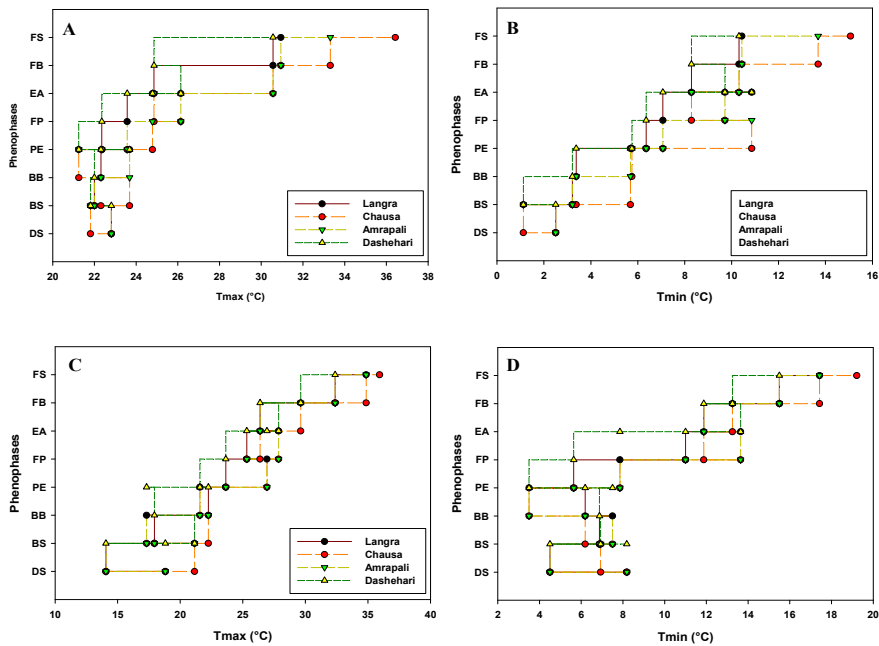 A
FS
FB
EA
FP
PE
BB
BS
DS
Phenophases
20 22 24 26 28 30 32 34 36 38
Tmax (°C)
Langra
Chausa
Amrapali
Dashehari
B
FS
FB
EA
FP
PE
BB
BS
DS
Phenophases
0 2 4 6 8 10 12 14 16
Tmin (°C)
Langra
Chausa
Amrapali
Dashehari
C
FS
FB
EA
FP
PE
BB
BS
DS
Phenophases
10 15 20 25 30 35 40
Tmax (°C)
Langra
Chausa
Amrapali
Dashehari
D
FS
FB
EA
FP
PE
BB
BS
DS
Phenophases
2 4 6 8 10 12 14 16 18 20
Tmin (°C)